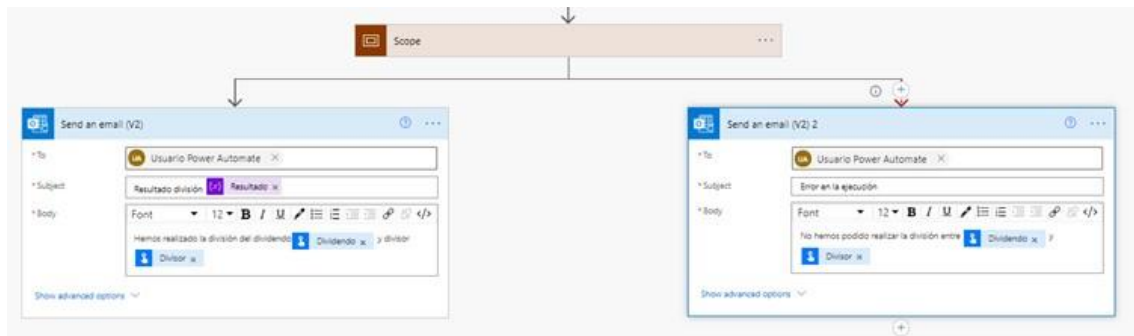 Scope
Send an email (V2)
* To
UA Usuario Power Automate ×
* Subject
Resultado división {x} Resultado ×
* Body
Font 12 B I U </>
Hemos realizado la división del dividendo Dividendo × y divisor
Divisor ×
Show advanced options
Send an email (V2) 2
* To
UA Usuario Power Automate ×
* Subject
Error en la ejecución
* Body
Font 12 B I U </>
No hemos podido realizar la división entre Dividendo × y
Divisor ×
Show advanced options